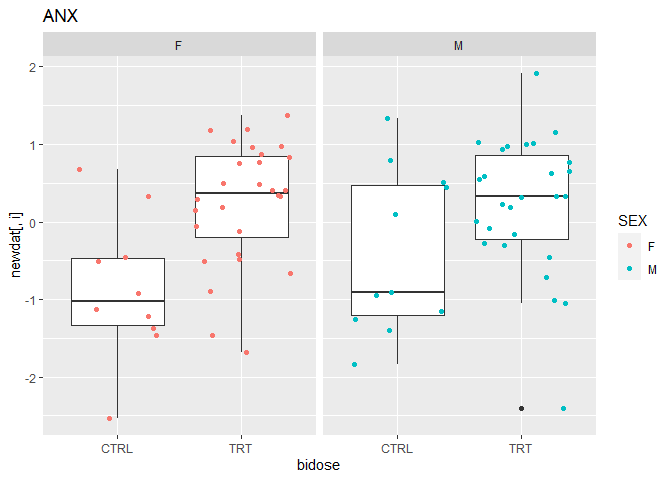 ANX
F M
2
1
0
-1
-2
newdat[, i]
CTRL TRT CTRL TRT
bidose
SEX
F
M